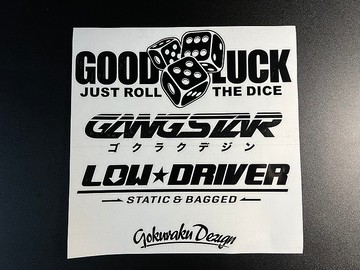 GOOD LUCK
JUST ROLL THE DICE
GANGSTAR
ゴクラクデジン
LOW★DRIVER
STATIC & BAGGED
Gokuraku Dezign